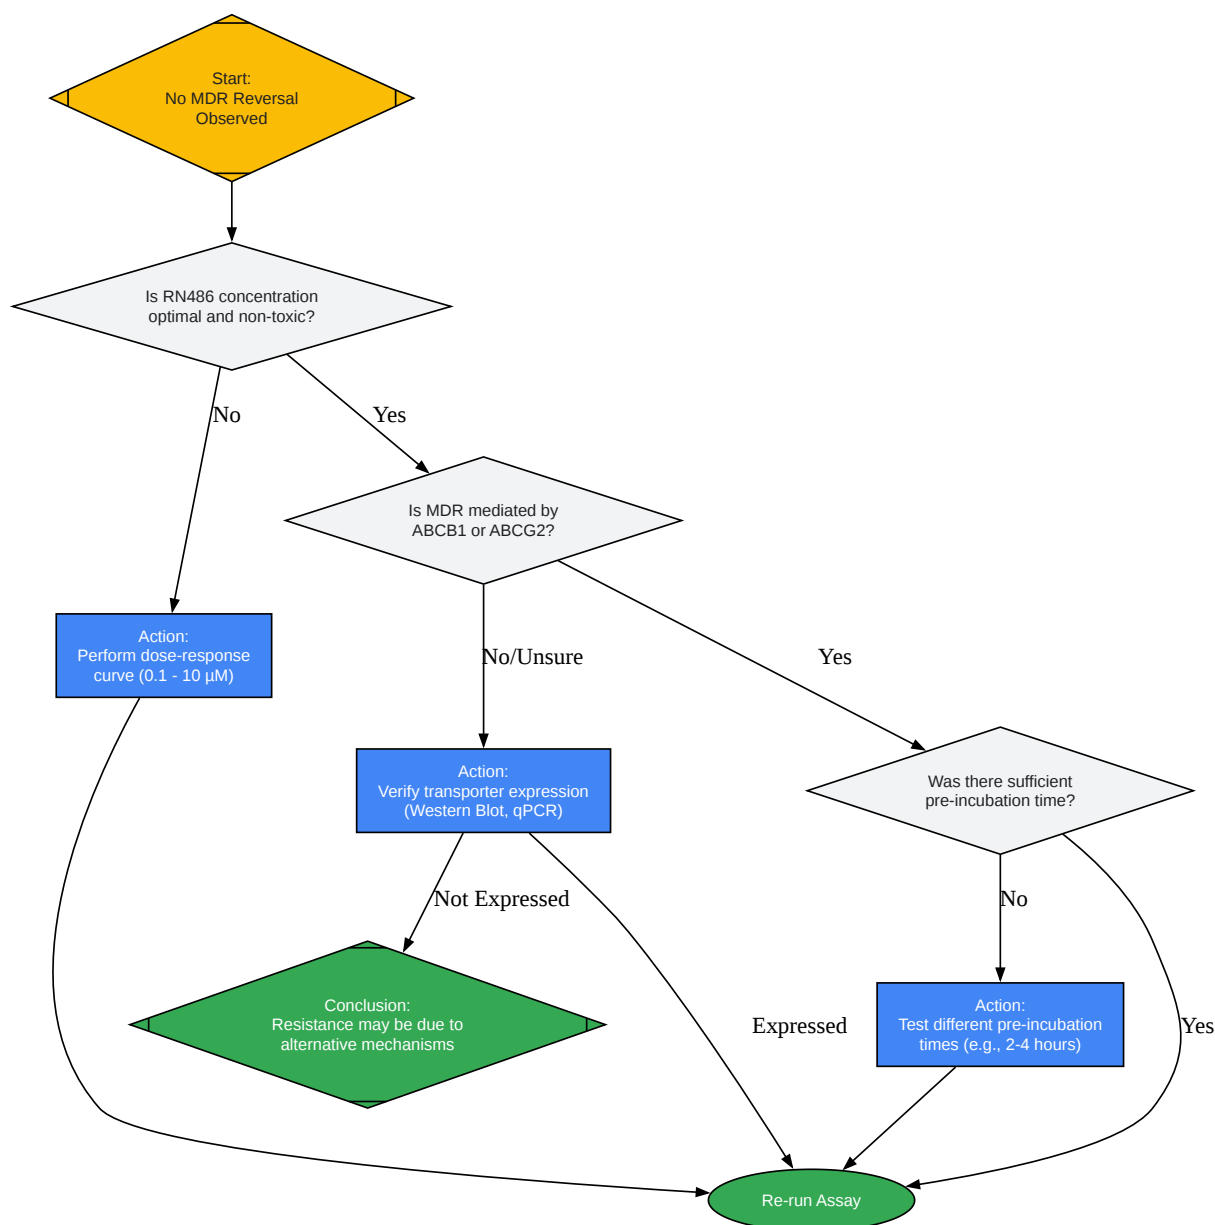 Start:
No MDR Reversal
Observed
Is RN486 concentration
optimal and non-toxic?
No
Yes
Is MDR mediated by
ABCB1 or ABCG2?
Action:
Perform dose-response
curve (0.1 - 10 µM)
No/Unsure
Yes
Action:
Verify transporter expression
(Western Blot, qPCR)
Was there sufficient
pre-incubation time?
Not Expressed
No
Conclusion:
Resistance may be due to
alternative mechanisms
Expressed
Action:
Test different pre-incubation
times (e.g., 2-4 hours)
Yes
Re-run Assay